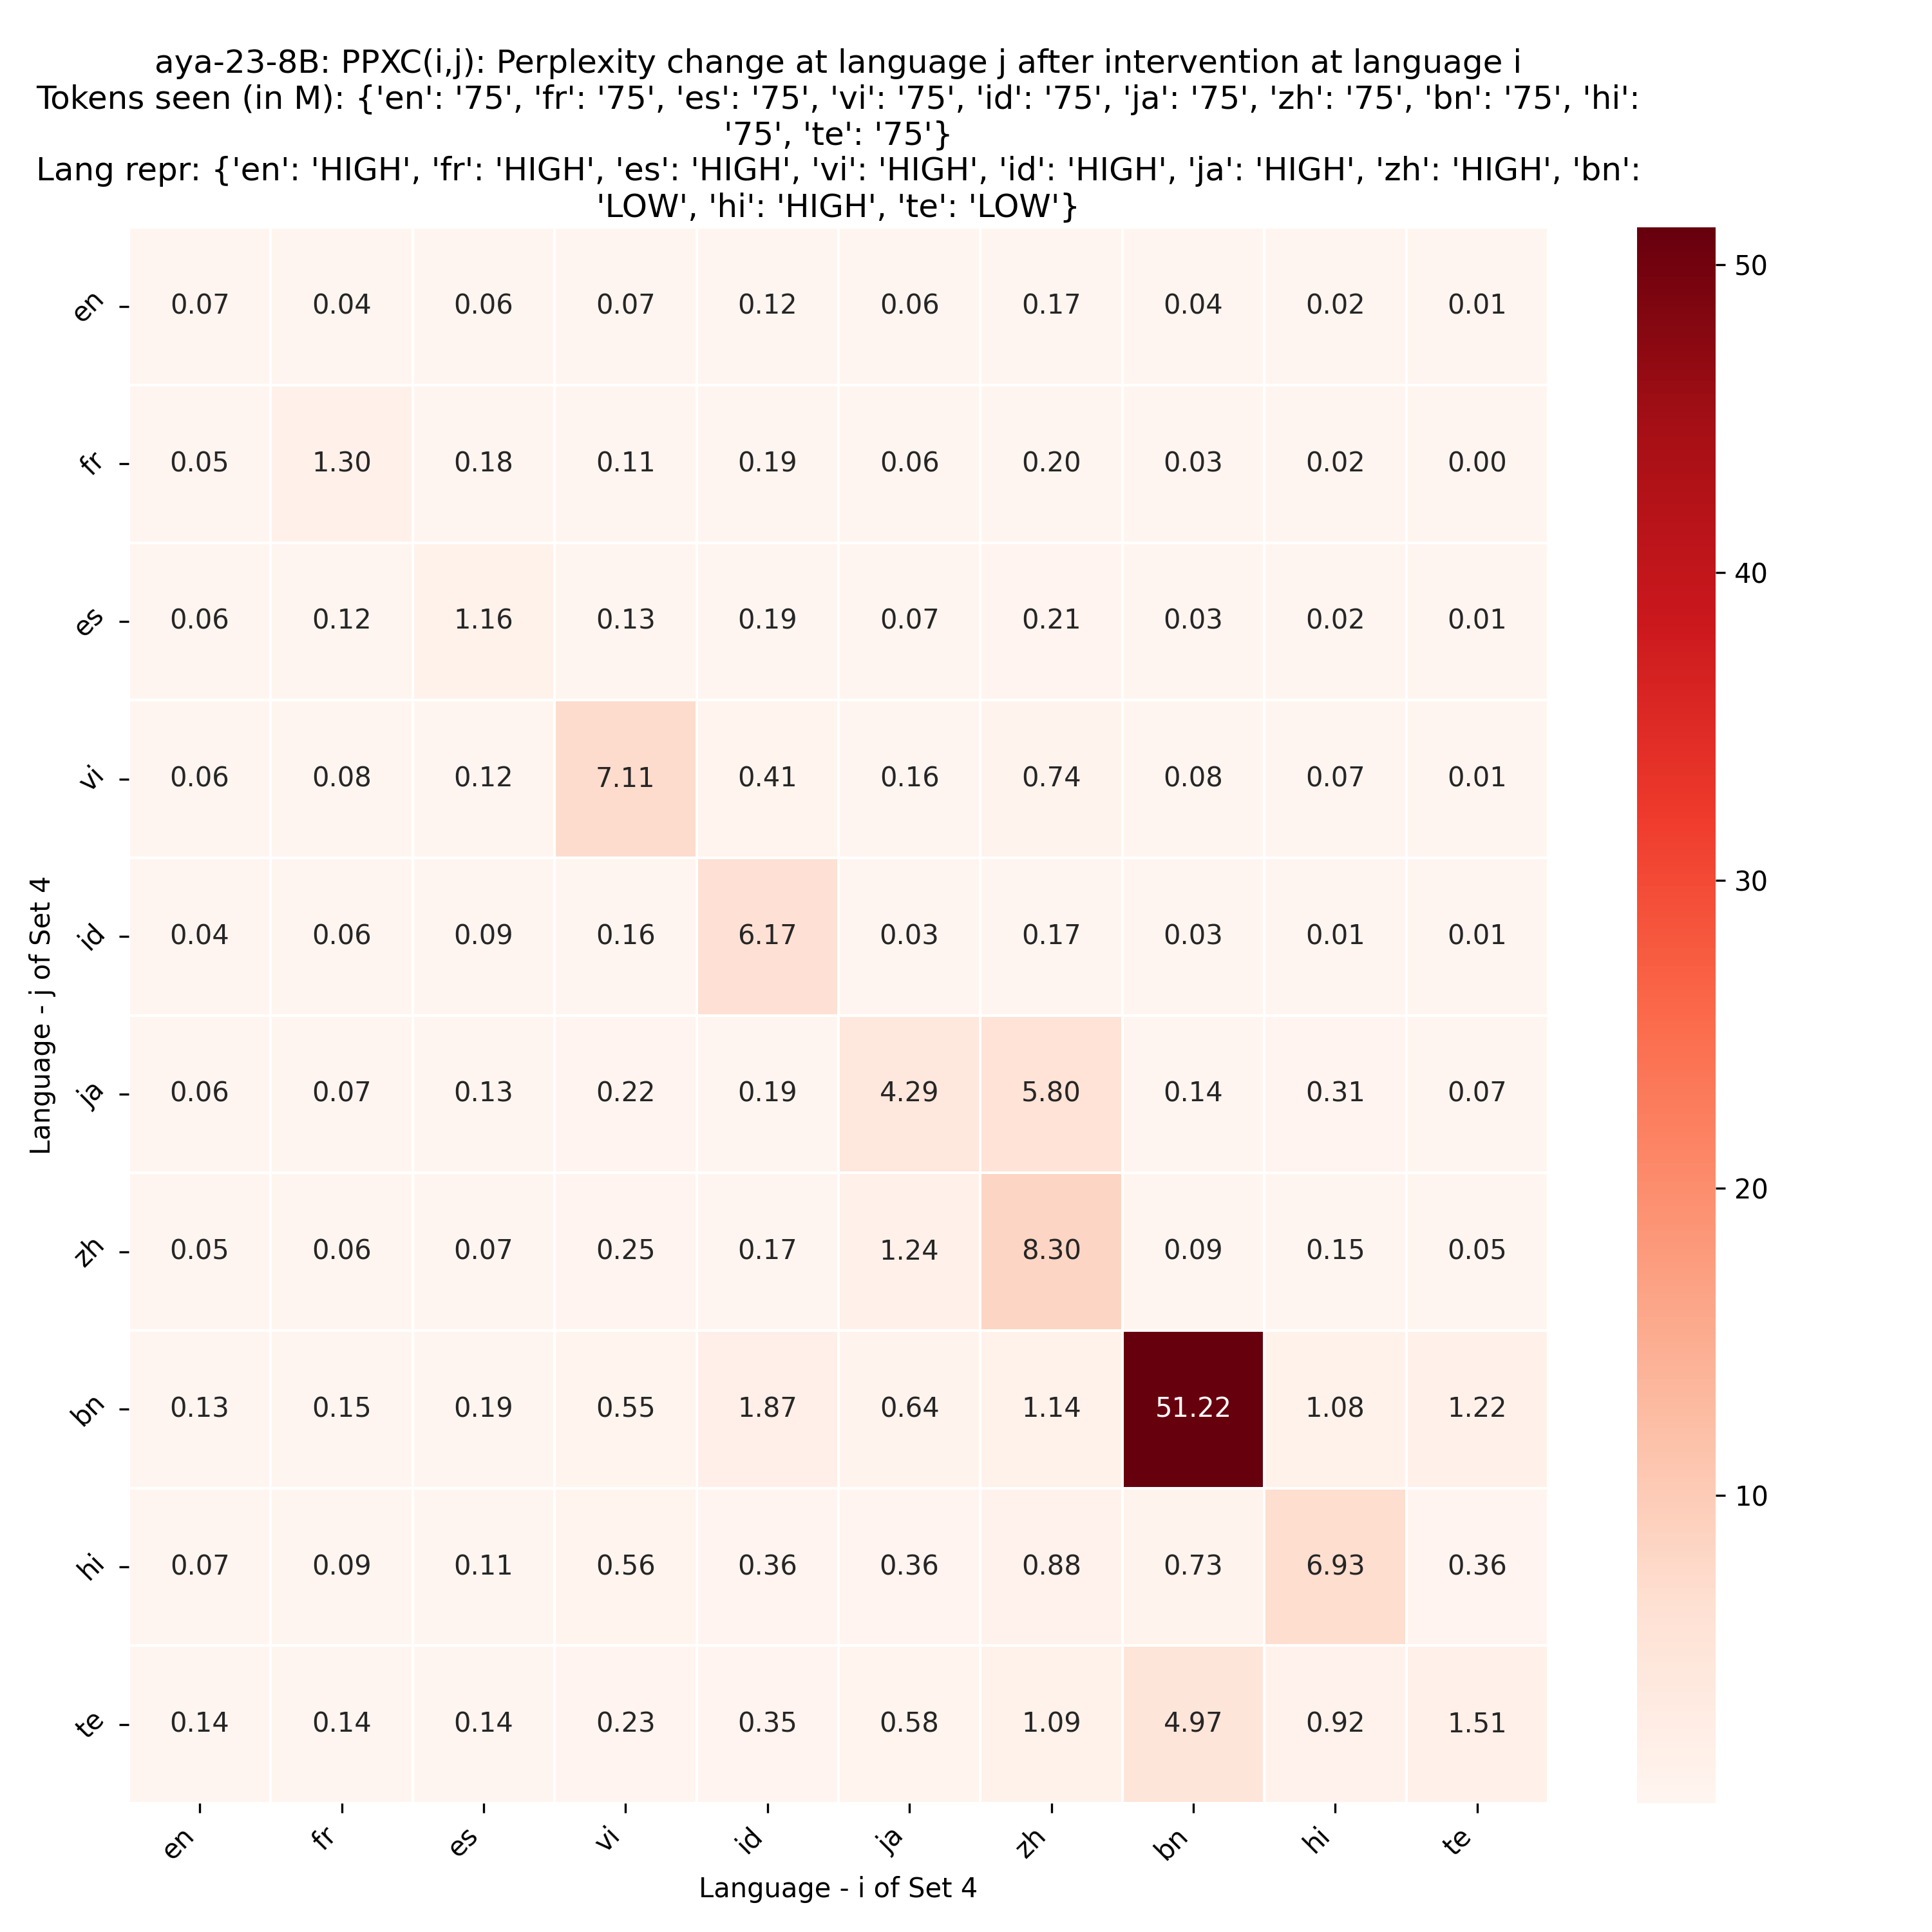 aya-23-8B: PPXC(i,j): Perplexity change at language j after intervention at language i
Tokens seen (in M): {'en': '75', 'fr': '75', 'es': '75', 'vi': '75', 'id': '75', 'ja': '75', 'zh': '75', 'bn': '75', 'hi':
'75', 'te': '75'}
Lang repr: {'en': 'HIGH', 'fr': 'HIGH', 'es': 'HIGH', 'vi': 'HIGH', 'id': 'HIGH', 'ja': 'HIGH', 'zh': 'HIGH', 'bn':
'LOW', 'hi': 'HIGH', 'te': 'LOW'}
en 0.07 0.04 0.06 0.07 0.12 0.06 0.17 0.04 0.02 0.01
fr 0.05 1.30 0.18 0.11 0.19 0.06 0.20 0.03 0.02 0.00
es 0.06 0.12 1.16 0.13 0.19 0.07 0.21 0.03 0.02 0.01
vi 0.06 0.08 0.12 7.11 0.41 0.16 0.74 0.08 0.07 0.01
id 0.04 0.06 0.09 0.16 6.17 0.03 0.17 0.03 0.01 0.01
ja 0.06 0.07 0.13 0.22 0.19 4.29 5.80 0.14 0.31 0.07
zh 0.05 0.06 0.07 0.25 0.17 1.24 8.30 0.09 0.15 0.05
bn 0.13 0.15 0.19 0.55 1.87 0.64 1.14 51.22 1.08 1.22
hi 0.07 0.09 0.11 0.56 0.36 0.36 0.88 0.73 6.93 0.36
te 0.14 0.14 0.14 0.23 0.35 0.58 1.09 4.97 0.92 1.51
en fr es vi id ja zh bn hi te
Language - i of Set 4
Language - j of Set 4
50
40
30
20
10